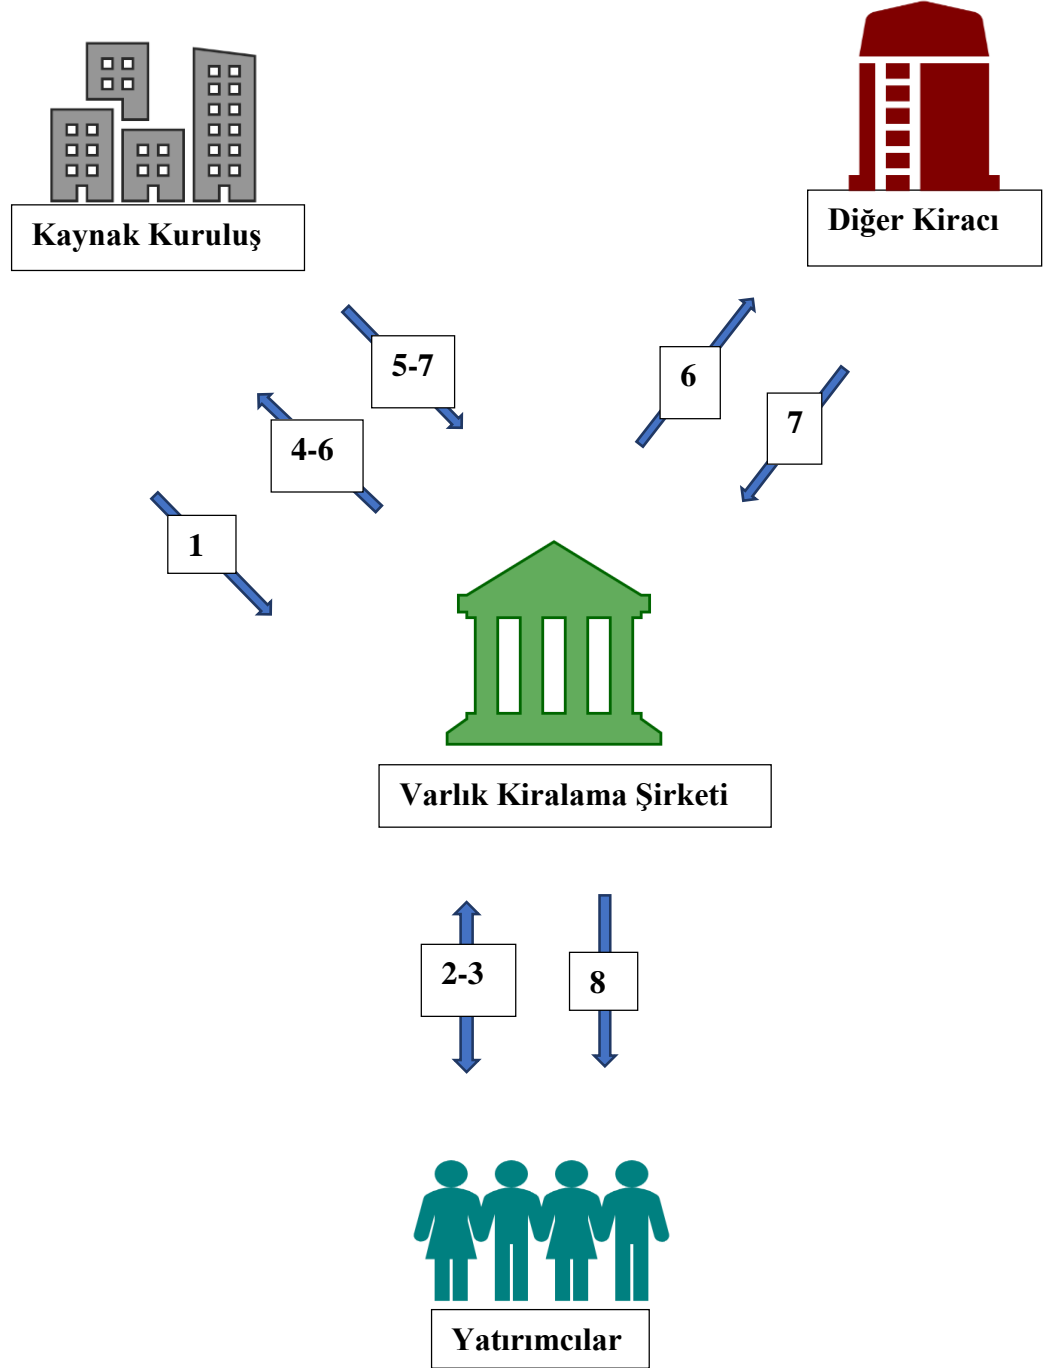 Kaynak Kuruluş
Diğer Kiracı
5-7
6
4-6
7
1
Varlık Kiralama Şirketi
2-3
8
Yatırımcılar